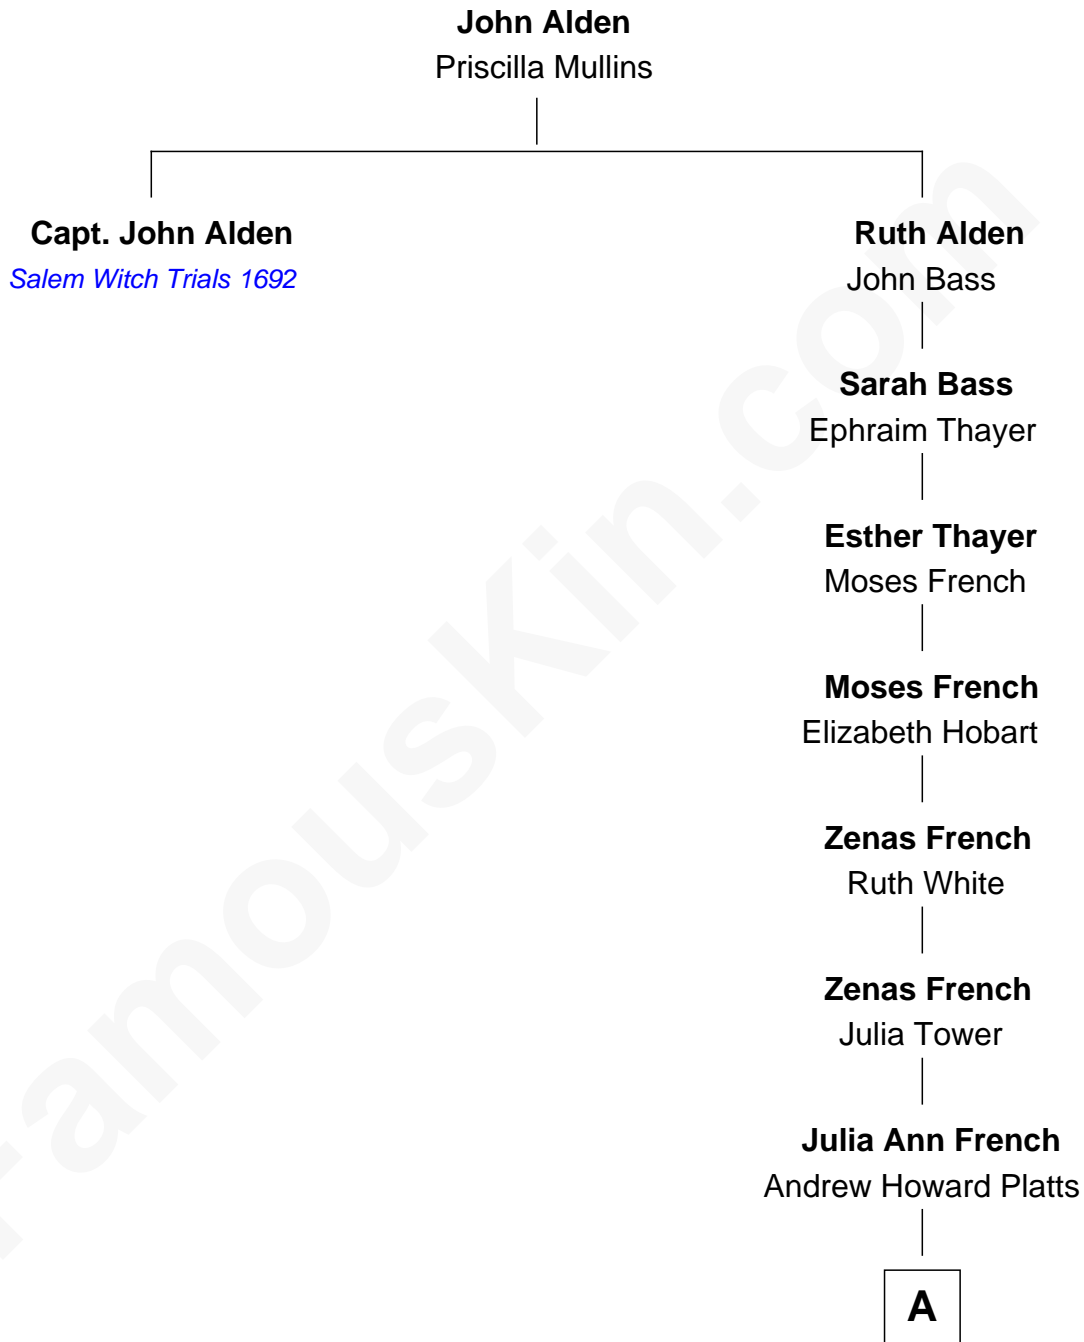 John Alden
Priscilla Mullins
Capt. John Alden
Salem Witch Trials 1692
Ruth Alden
John Bass
Sarah Bass
Ephraim Thayer
Esther Thayer
Moses French
Moses French
Elizabeth Hobart
Zenas French
Ruth White
Zenas French
Julia Tower
Julia Ann French
Andrew Howard Platts
A
FamousKin.com